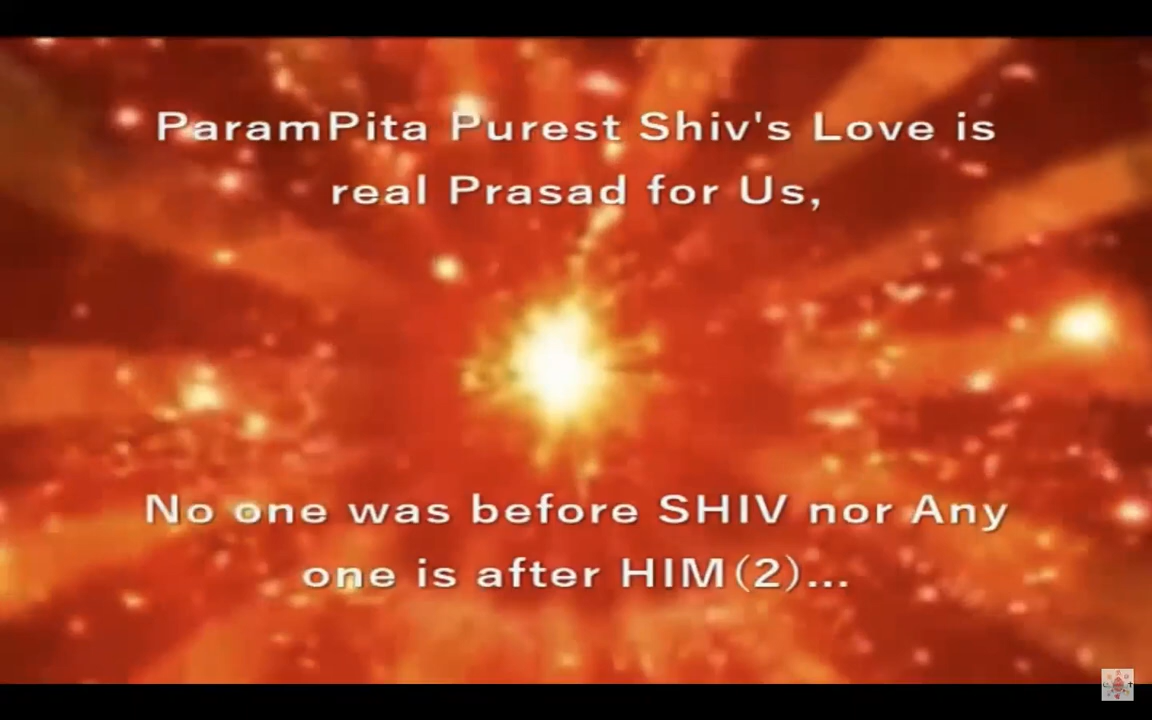 ParamPita Purest Shiv's Love is
real Prasad for Us,
No one was before SHIV nor Any
one is after HIM(2)...